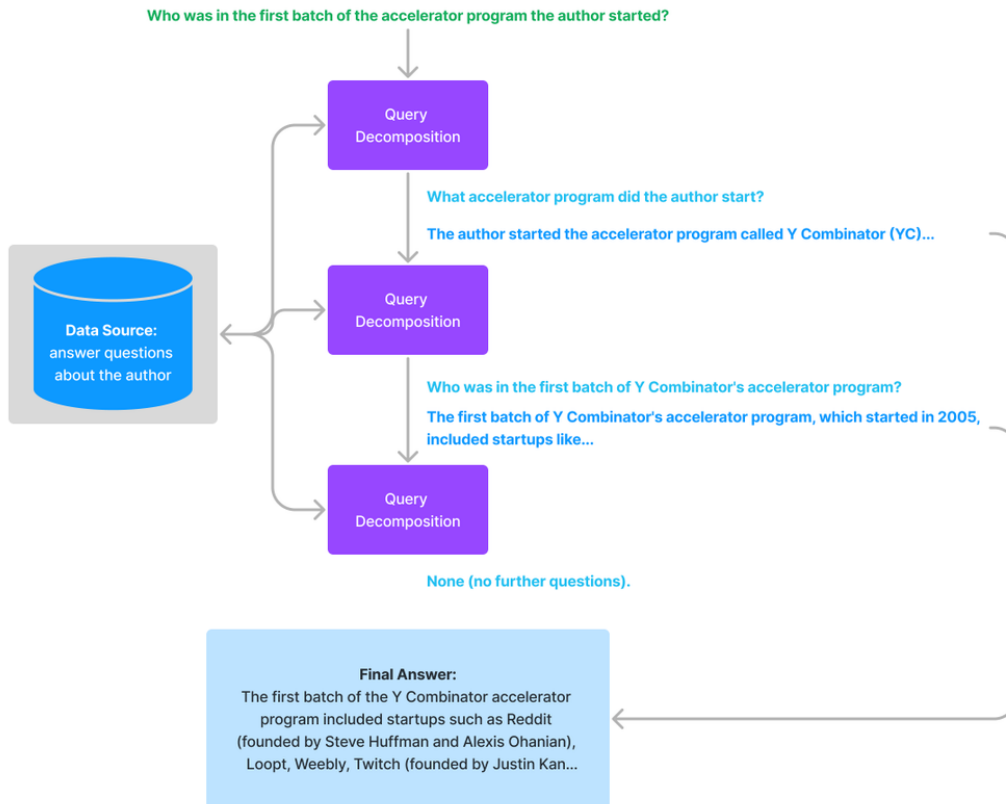 Who was in the first batch of the accelerator program the author started?
Query
Decomposition
What accelerator program did the author start?
The author started the accelerator program called Y Combinator (YC)...
Data Source:
answer questions
about the author
Query
Decomposition
Who was in the first batch of Y Combinator's accelerator program?
The first batch of Y Combinator's accelerator program, which started in 2005,
included startups like...
Query
Decomposition
None (no further questions).
Final Answer:
The first batch of the Y Combinator accelerator
program included startups such as Reddit
(founded by Steve Huffman and Alexis Ohanian),
Loopt, Weebly, Twitch (founded by Justin Kan...